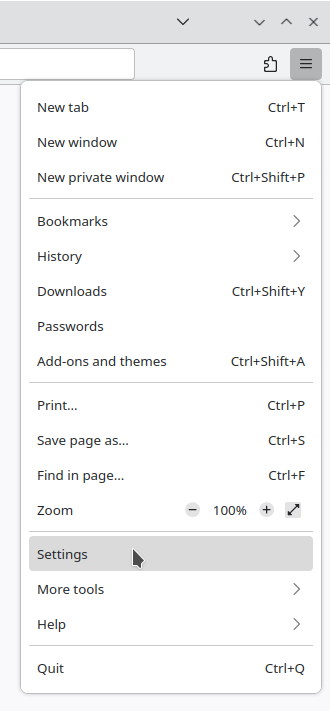 New tab Ctrl+T
New window Ctrl+N
New private window Ctrl+Shift+P
Bookmarks
History
Downloads Ctrl+Shift+Y
Passwords
Add-ons and themes Ctrl+Shift+A
Print... Ctrl+P
Save page as... Ctrl+S
Find in page... Ctrl+F
Zoom 100%
Settings
More tools
Help
Quit Ctrl+Q